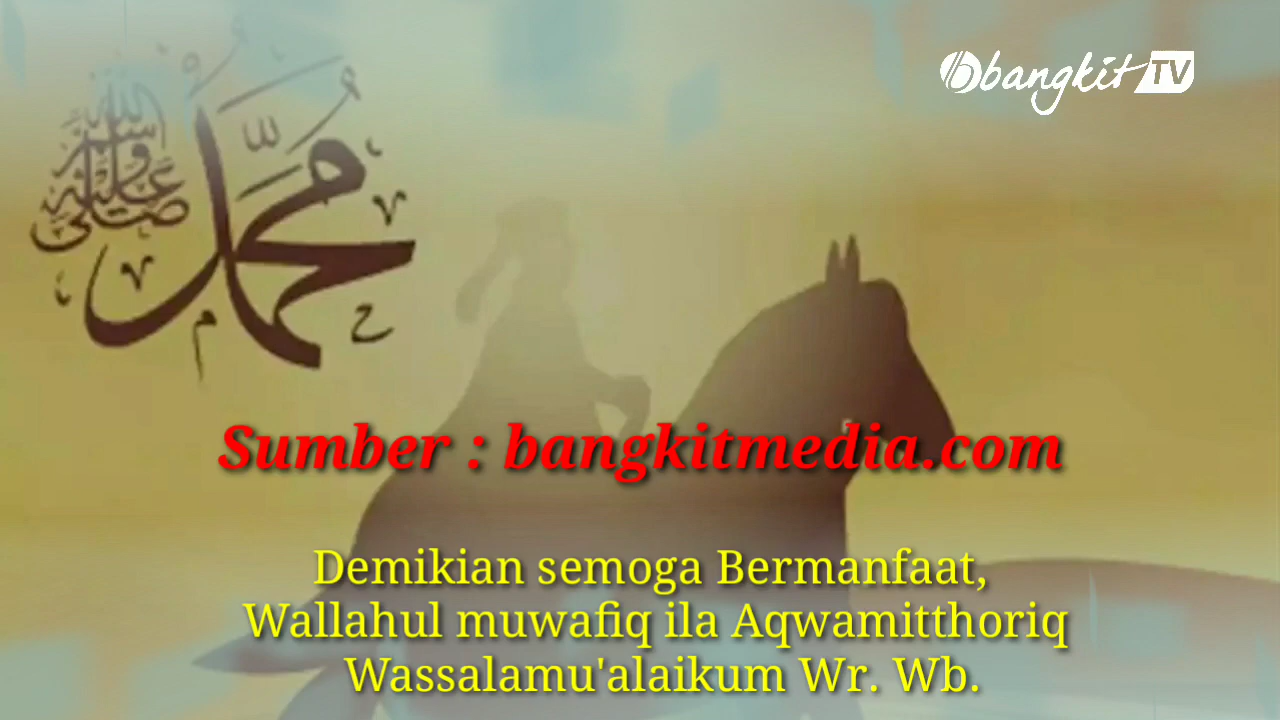 bangkit TV
محمد
صلى الله عليه وسلم
Sumber : bangkitmedia.com
Demikian semoga Bermanfaat,
Wallahul muwafiq ila Aqwamitthoriq
Wassalamu'alaikum Wr. Wb.